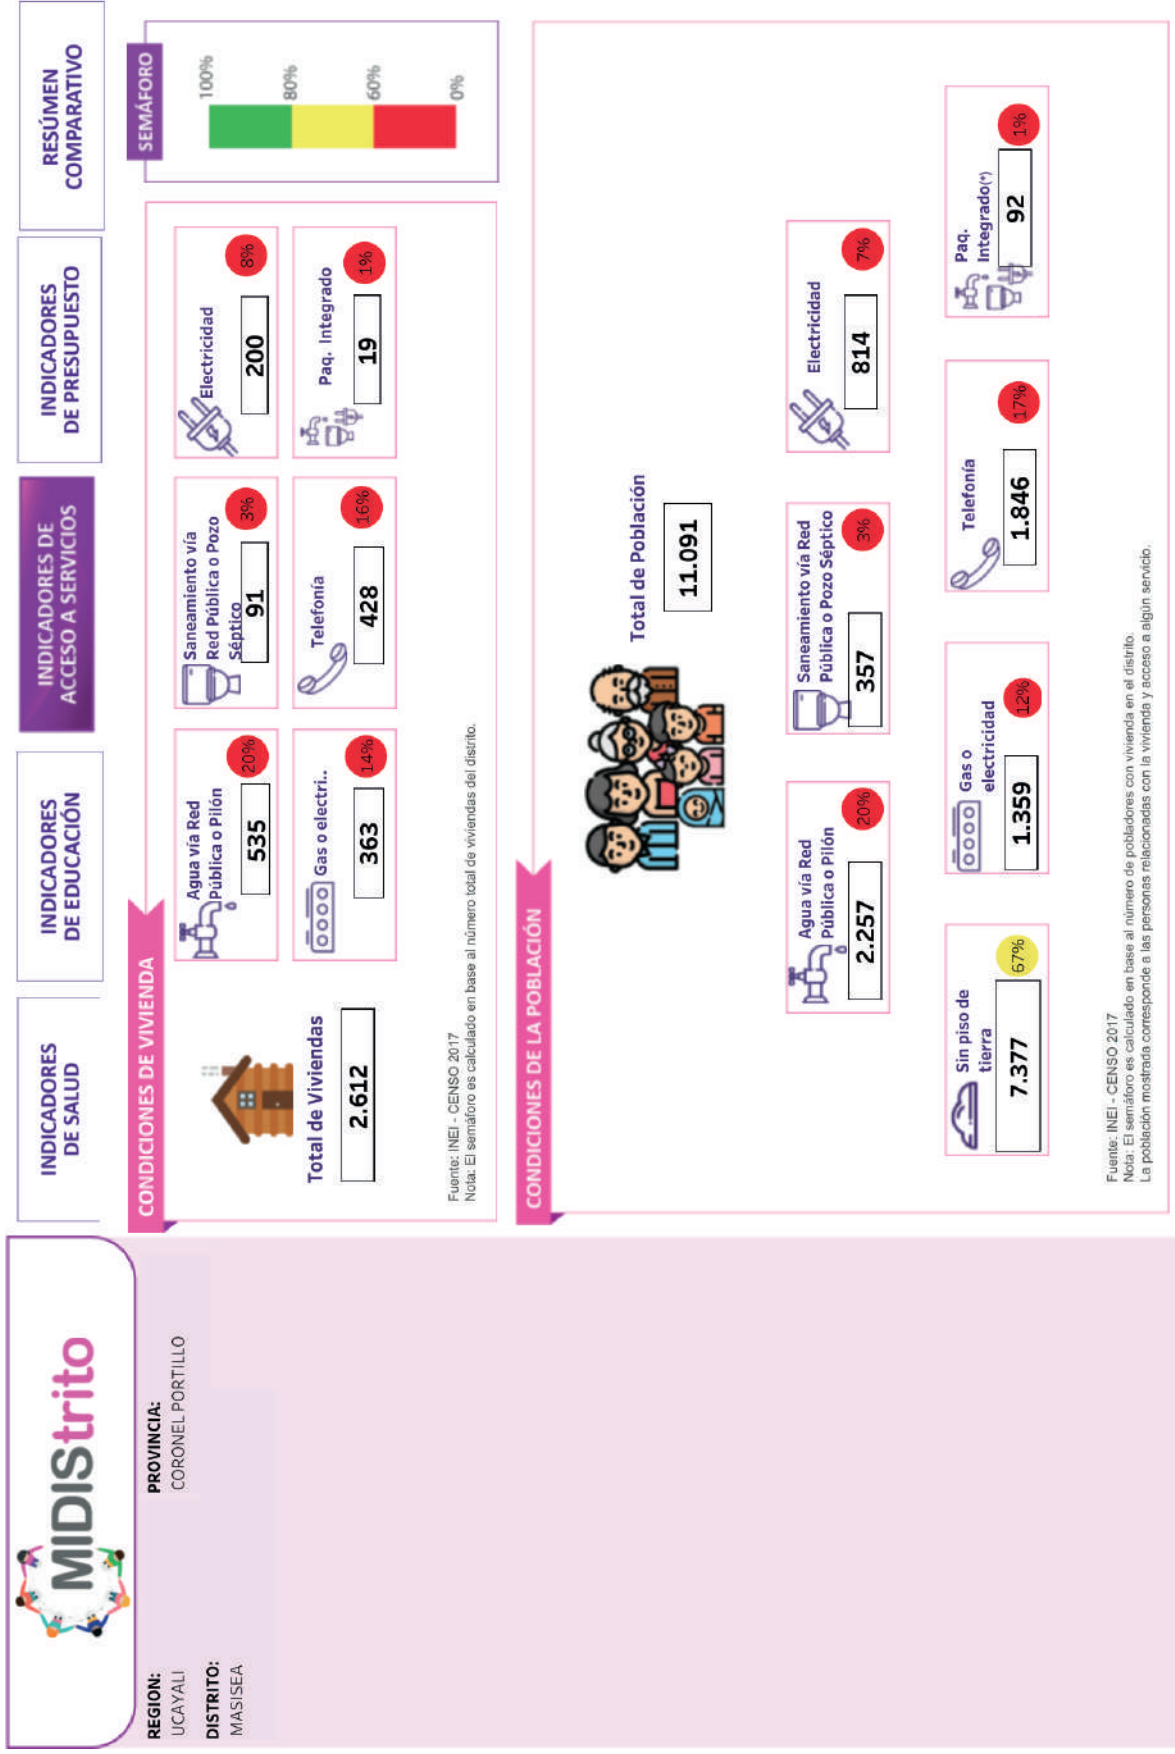 MIDIStrito
REGION:
UCAYALI
PROVINCIA:
CORONEL PORTILLO
DISTRITO:
MASISEA
INDICADORES
DE SALUD
INDICADORES
DE EDUCACIÓN
INDICADORES DE
ACCESO A SERVICIOS
INDICADORES
DE PRESUPUESTO
RESÚMEN
COMPARATIVO
CONDICIONES DE VIVIENDA
Total de Viviendas
2.612
Agua vía Red
Pública o Pilón
535
20%
Saneamiento vía
Red Pública o Pozo
Séptico
91
3%
Electricidad
200
8%
Gas o electri..
363
14%
Telefonía
428
16%
Paq. Integrado
19
1%
Fuente: INEI - CENSO 2017
Nota: El semáforo es calculado en base al número total de viviendas del distrito.
SEMÁFORO
100%
80%
60%
0%
CONDICIONES DE LA POBLACIÓN
Total de Población
11.091
Agua vía Red
Pública o Pilón
2.257
20%
Saneamiento vía Red
Pública o Pozo Séptico
357
3%
Electricidad
814
7%
Sin piso de
tierra
7.377
67%
Gas o
electricidad
1.359
12%
Telefonía
1.846
17%
Paq.
Integrado(*)
92
1%
Fuente: INEI - CENSO 2017
Nota: El semáforo es calculado en base al número de pobladores con vivienda en el distrito.
La población mostrada corresponde a las personas relacionadas con la vivienda y acceso a algún servicio.